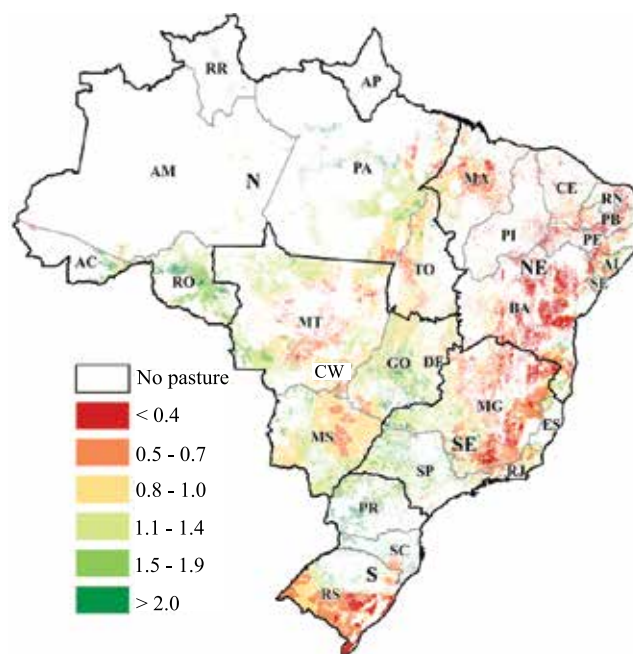 RR
AP
AM
N
PA
MA
CE
RN
PB
PE
PI
AL
SE
NE
AC
RO
TO
BA
MT
CW
GO
DF
MG
ES
MS
SE
SP
RJ
PR
SC
S
RS
No pasture
< 0.4
0.5 - 0.7
0.8 - 1.0
1.1 - 1.4
1.5 - 1.9
> 2.0